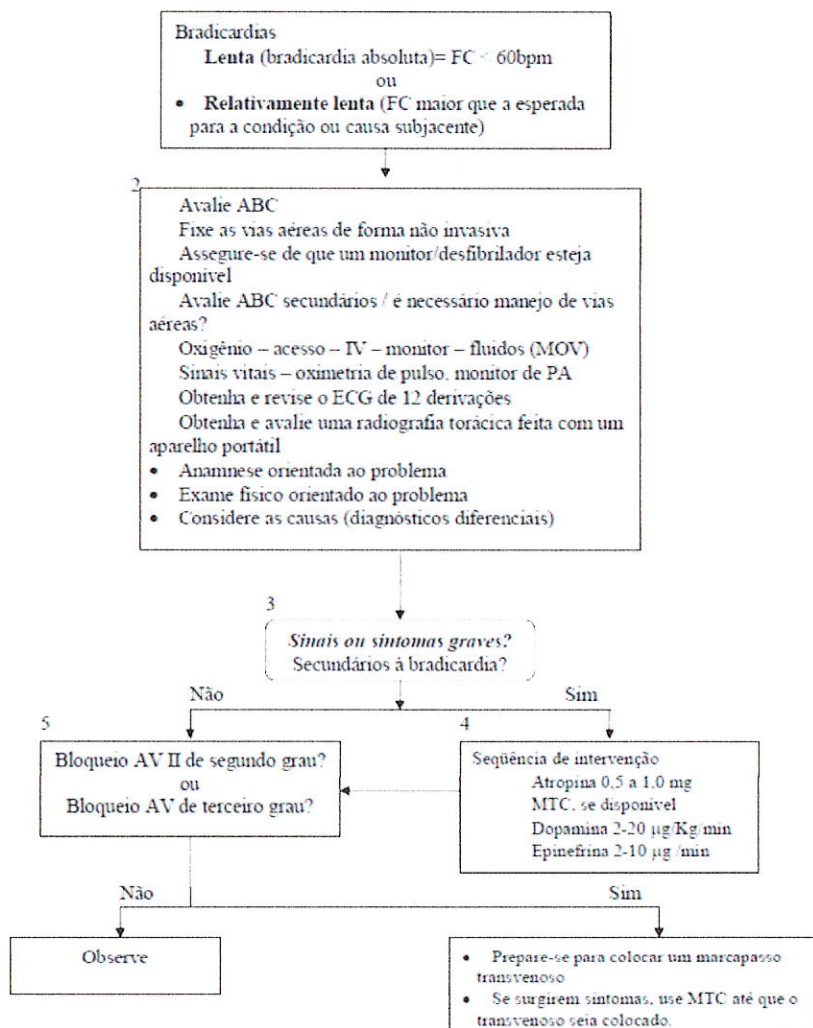 Bradicardias
Lenta (bradicardia absoluta)= FC < 60bpm
ou
• Relativamente lenta (FC maior que a esperada
para a condição ou causa subjacente)
2
Avalie ABC
Fixe as vias aéreas de forma não invasiva
Assegure-se de que um monitor/desfibrilador esteja
disponível
Avalie ABC secundários / é necessário manejo de vias
aéreas?
Oxigênio – acesso – IV – monitor – fluidos (MOV)
Sinais vitais – oximetria de pulso, monitor de PA
Obtenha e revise o ECG de 12 derivações
Obtenha e avalie uma radiografia torácica feita com um
aparelho portátil
• Anamnese orientada ao problema
• Exame físico orientado ao problema
• Considere as causas (diagnósticos diferenciais)
3
Sinais ou sintomas graves?
Secundários à bradicardia?
Não Sim
5 4
Bloqueio AV II de segundo grau?
ou
Bloqueio AV de terceiro grau?
Seqüência de intervenção
Atropina 0,5 a 1.0 mg
MTC, se disponível
Dopamina 2-20 µg/Kg/min
Epinefrina 2-10 µg /min
Não Sim
Observe
• Prepare-se para colocar um marcapasso
transvenoso
• Se surgirem sintomas, use MTC até que o
transvenoso seja colocado.